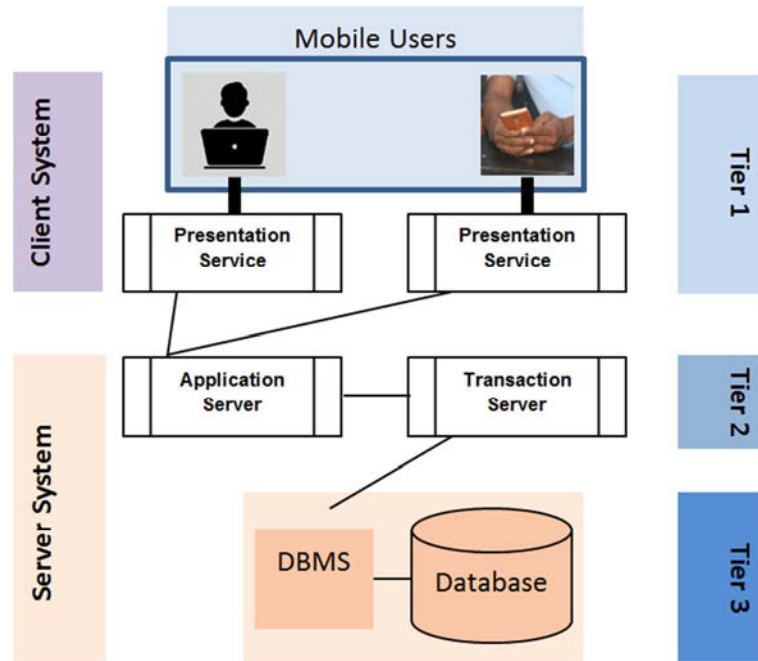 Mobile Users
Client System
Tier 1
Presentation
Service
Presentation
Service
Server System
Application
Server
Transaction
Server
Tier 2
DBMS
Database
Tier 3